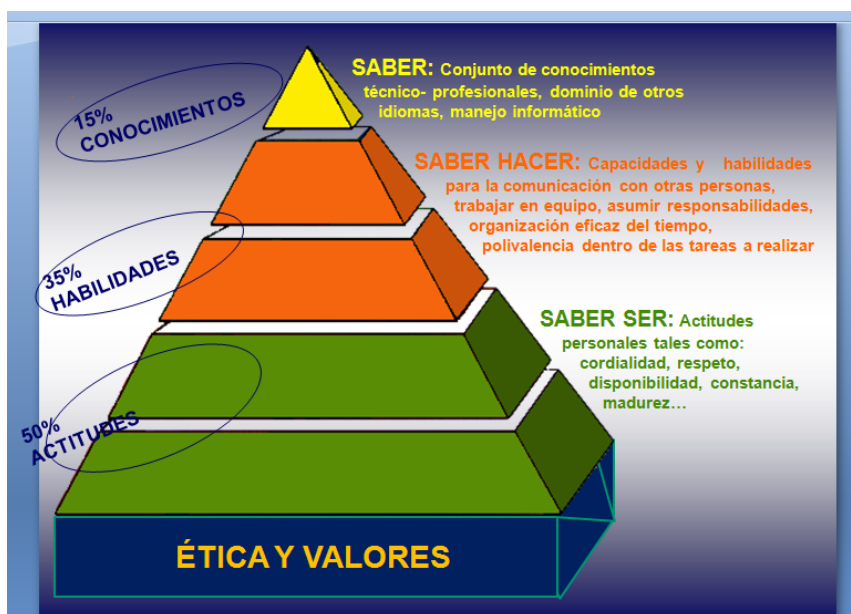 SABER: Conjunto de conocimientos
técnico- profesionales, dominio de otros
idiomas, manejo informático
15%
CONOCIMIENTOS
SABER HACER: Capacidades y habilidades
para la comunicación con otras personas,
trabajar en equipo, asumir responsabilidades,
organización eficaz del tiempo,
polivalencia dentro de las tareas a realizar
35%
HABILIDADES
SABER SER: Actitudes
personales tales como:
cordialidad, respeto,
disponibilidad, constancia,
madurez...
50%
ACTITUDES
ÉTICA Y VALORES